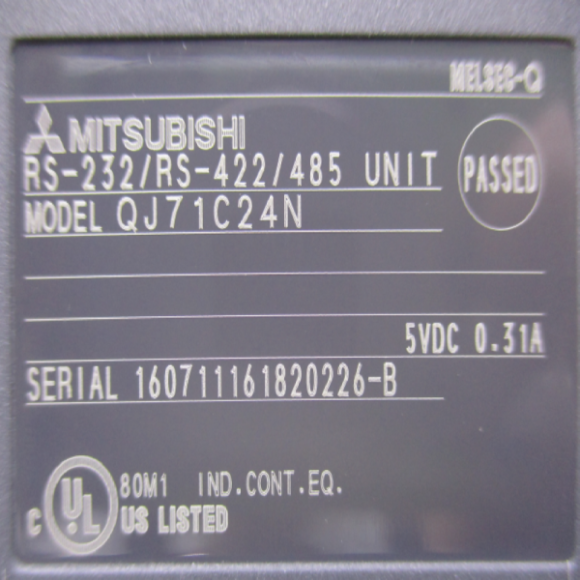 MELSEC-Q
MITSUBISHI
RS-232/RS-422/485 UNIT
PASSED
MODEL QJ71C24N
5VDC 0.31A
SERIAL 160711161820226-B
C UL US LISTED
80M1 IND.CONT.EQ.